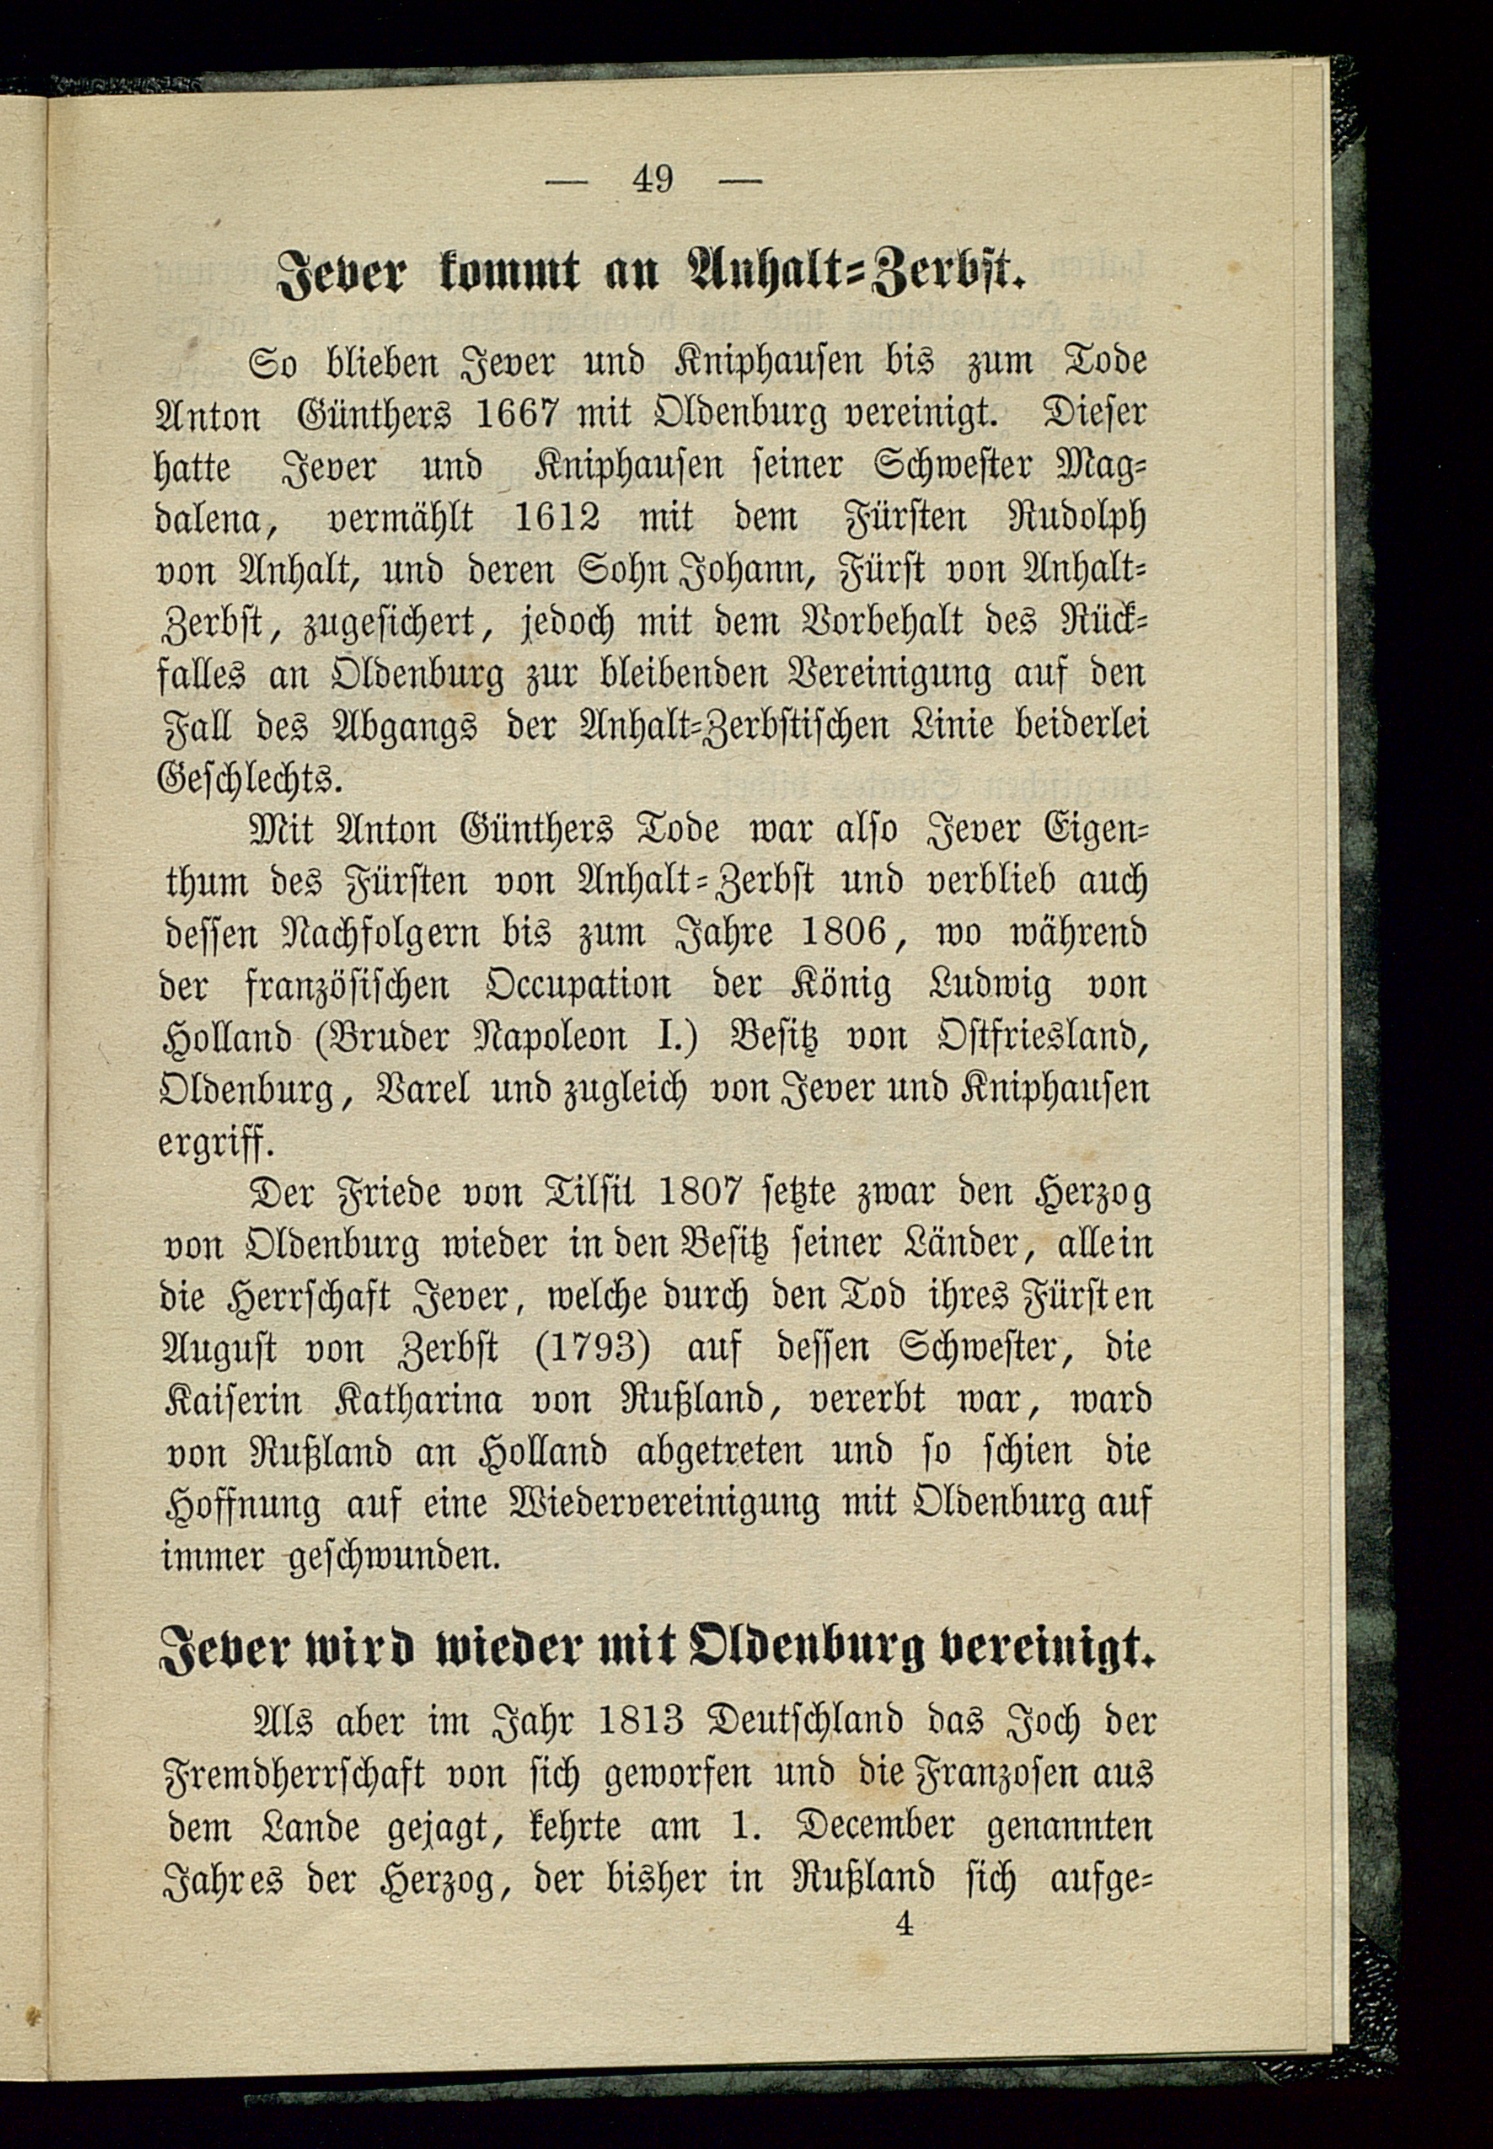 — 49 —
Jever kommt an Anhalt-Zerbst.
So blieben Jever und Kniphausen bis zum Tode
Anton Günthers 1667 mit Oldenburg vereinigt. Dieser
hatte Jever und Kniphausen seiner Schwester Mag-
dalena, vermählt 1612 mit dem Fürsten Rudolph
von Anhalt, und deren Sohn Johann, Fürst von Anhalt-
Zerbst, zugesichert, jedoch mit dem Vorbehalt des Rück-
falles an Oldenburg zur bleibenden Vereinigung auf den
Fall des Abgangs der Anhalt-Zerbstischen Linie beiderlei
Geschlechts.
Mit Anton Günthers Tode war also Jever Eigen-
thum des Fürsten von Anhalt-Zerbst und verblieb auch
dessen Nachfolgern bis zum Jahre 1806, wo während
der französischen Occupation der König Ludwig von
Holland (Bruder Napoleon I.) Besitz von Ostfriesland,
Oldenburg, Varel und zugleich von Jever und Kniphausen
ergriff.
Der Friede von Tilsit 1807 setzte zwar den Herzog
von Oldenburg wieder in den Besitz seiner Länder, allein
die Herrschaft Jever, welche durch den Tod ihres Fürsten
August von Zerbst (1793) auf dessen Schwester, die
Kaiserin Katharina von Rußland, vererbt war, ward
von Rußland an Holland abgetreten und so schien die
Hoffnung auf eine Wiedervereinigung mit Oldenburg auf
immer geschwunden.
Jever wird wieder mit Oldenburg vereinigt.
Als aber im Jahr 1813 Deutschland das Joch der
Fremdherrschaft von sich geworfen und die Franzosen aus
dem Lande gejagt, kehrte am 1. December genannten
Jahres der Herzog, der bisher in Rußland sich aufge-
4